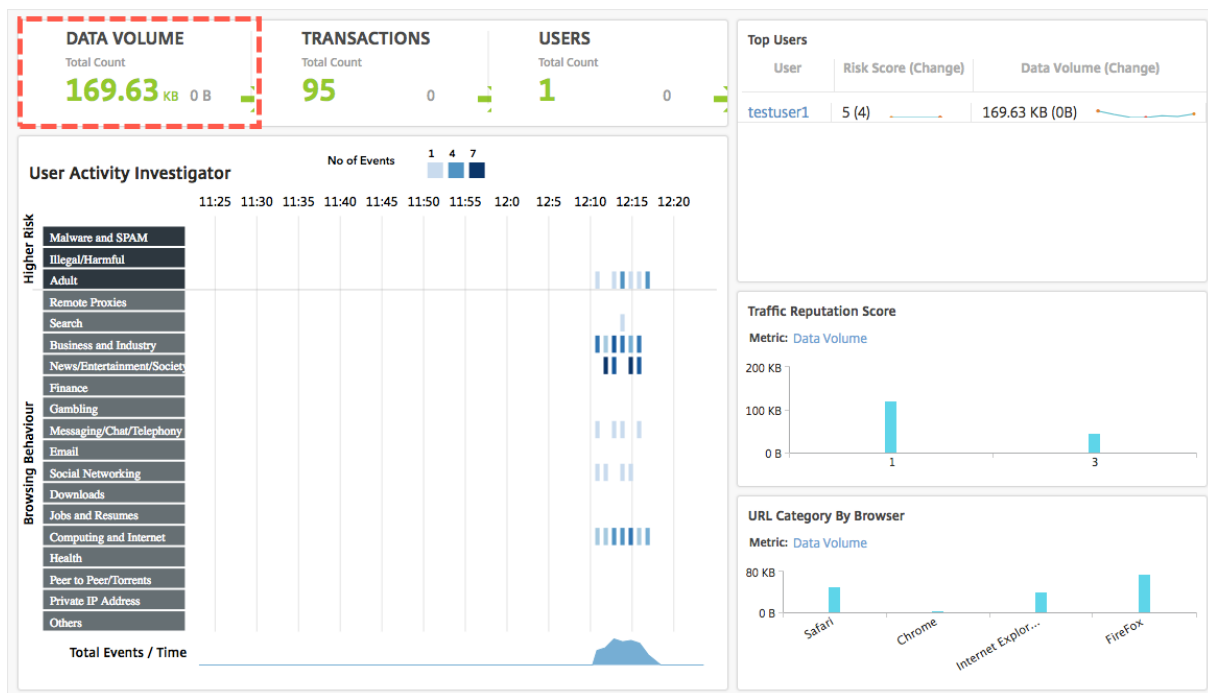 DATA VOLUME
Total Count
169.63 KB 0 B
TRANSACTIONS
Total Count
95 0
USERS
Total Count
1 0
User Activity Investigator
No of Events
1 4 7
11:25 11:30 11:35 11:40 11:45 11:50 11:55 12:0 12:5 12:10 12:15 12:20
Higher Risk
Malware and SPAM
Illegal/Harmful
Adult
Browsing Behaviour
Remote Proxies
Search
Business and Industry
News/Entertainment/Society
Finance
Gambling
Messaging/Chat/Telephony
Email
Social Networking
Downloads
Jobs and Resumes
Computing and Internet
Health
Peer to Peer/Torrents
Private IP Address
Others
Total Events / Time
Top Users
User Risk Score (Change) Data Volume (Change)
testuser1 5 (4) 169.63 KB (0B)
Traffic Reputation Score
Metric: Data Volume
200 KB
100 KB
0 B
1 3
URL Category By Browser
Metric: Data Volume
80 KB
0 B
Safari Chrome Internet Explor... FireFox